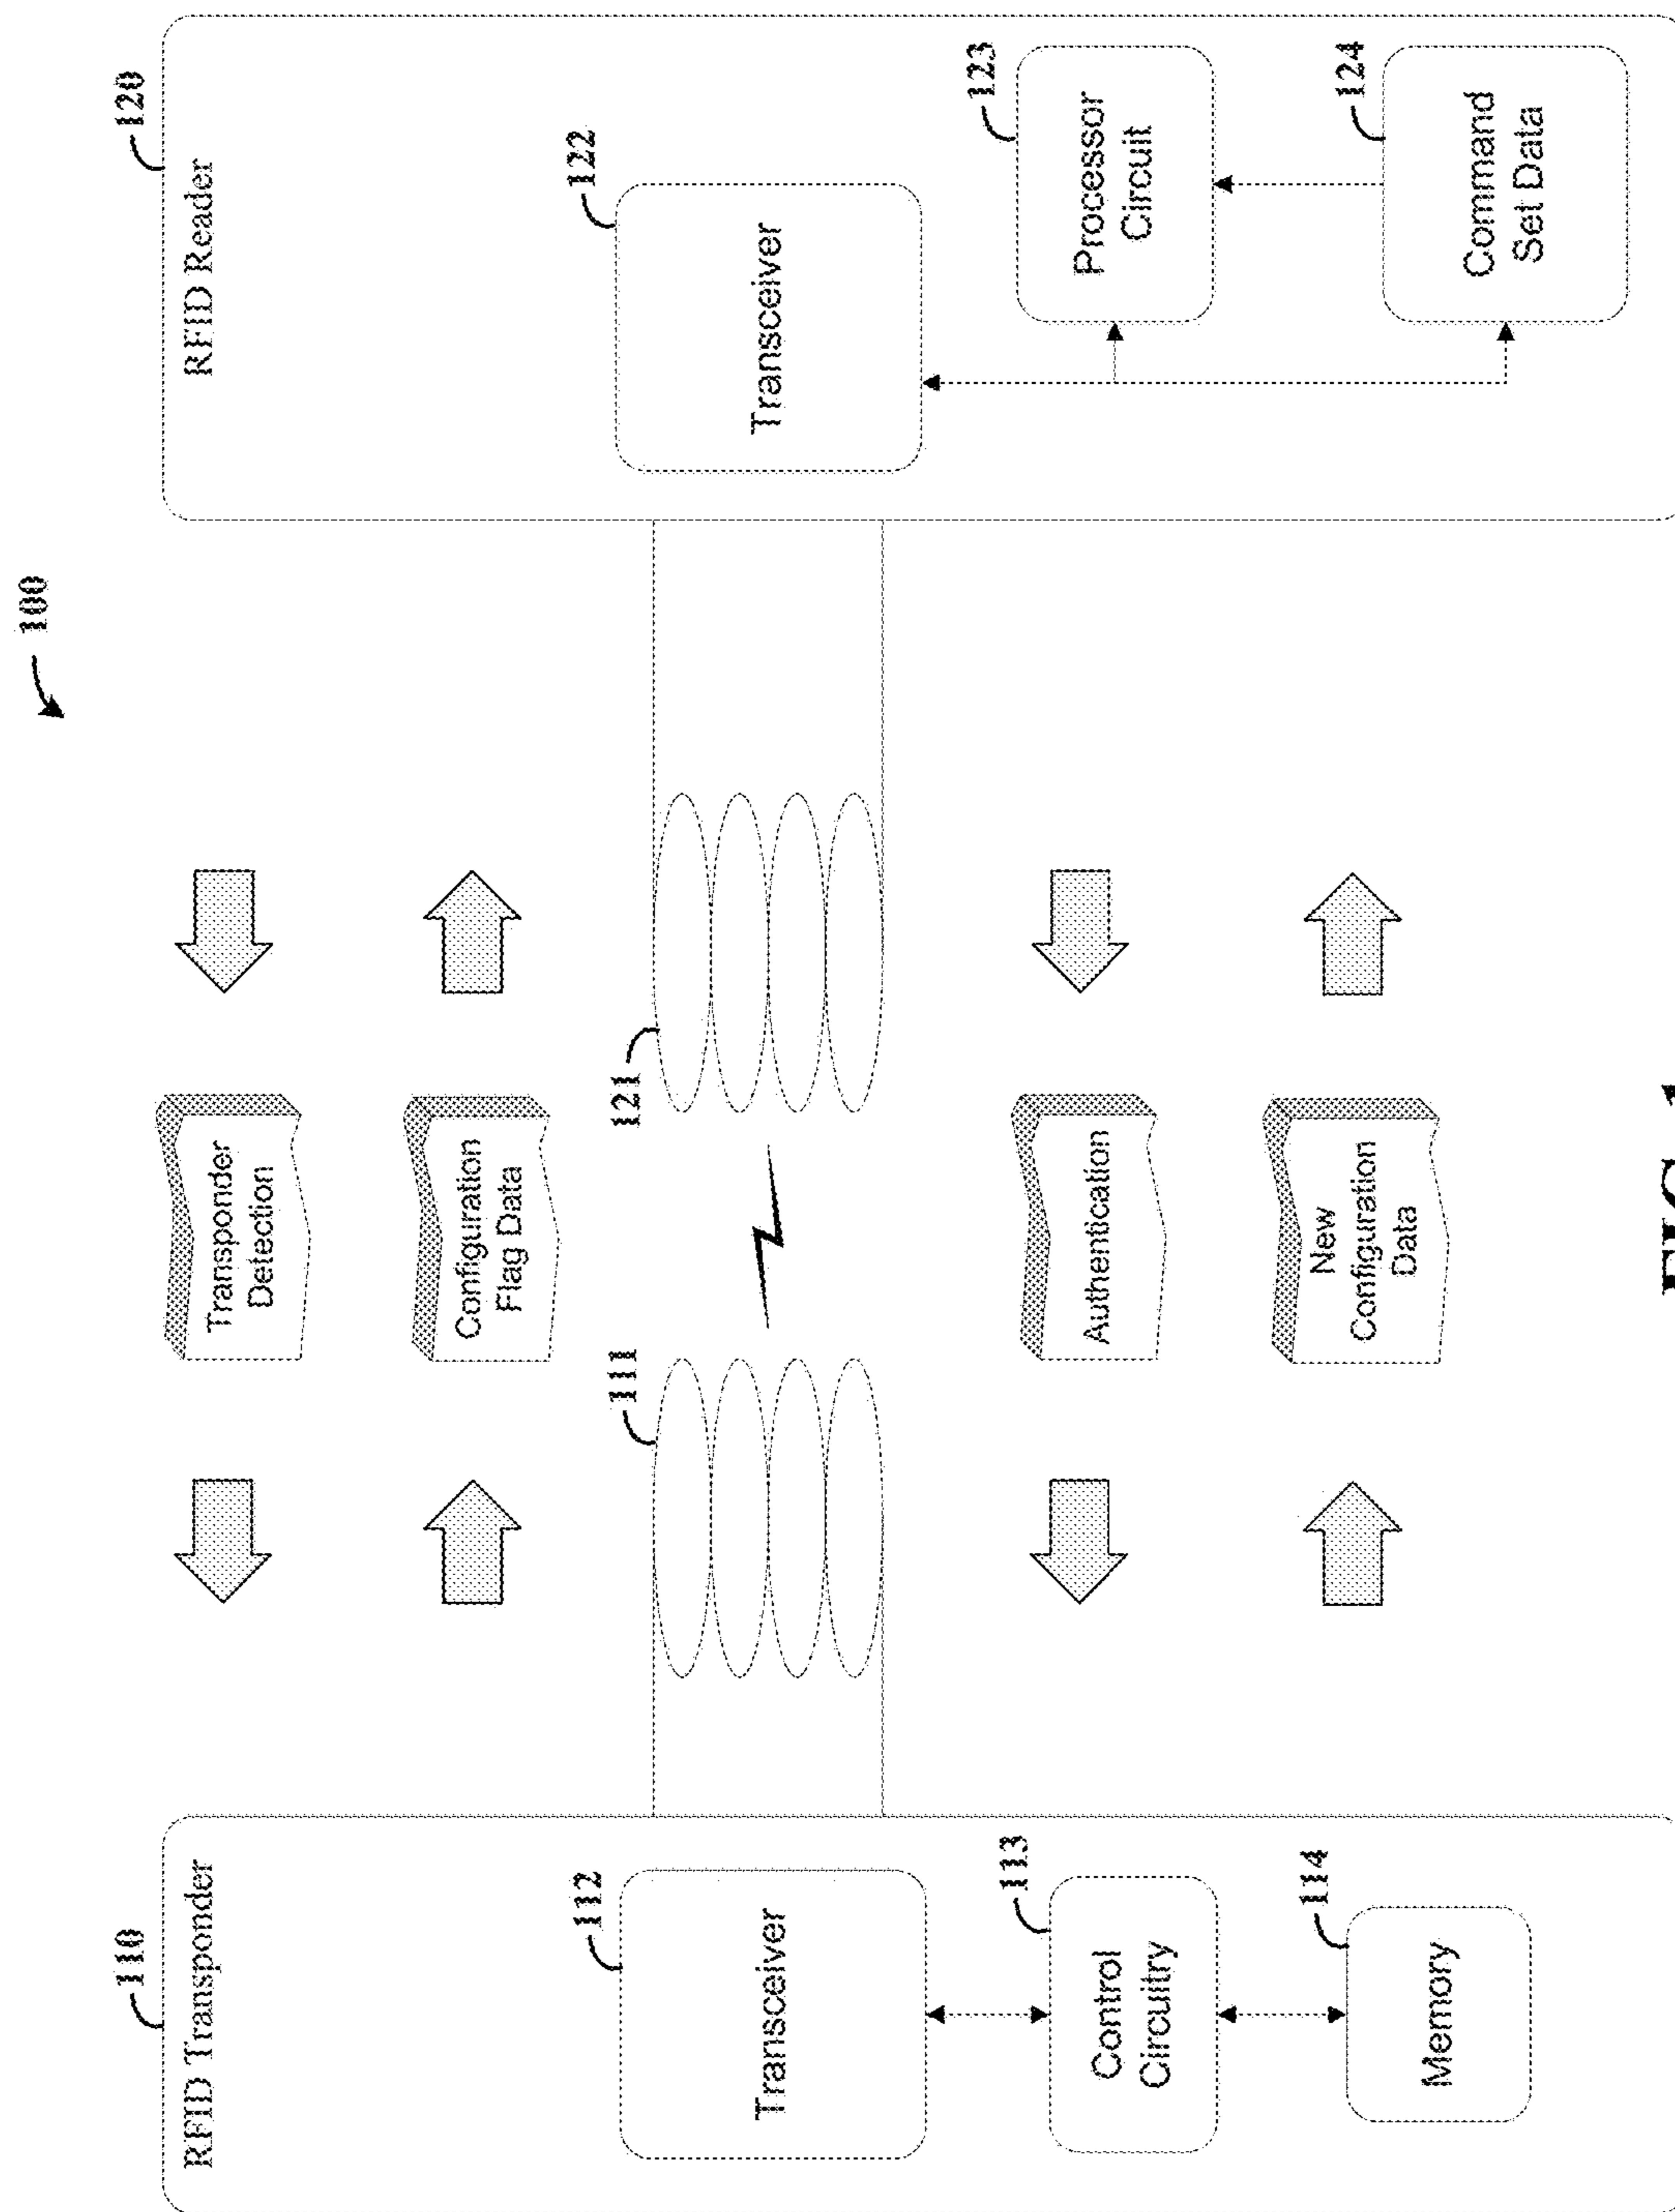 100
110
RFID Transponder
112
Transceiver
113
Control
Circuitry
114
Memory
Transponder
Detection
Configuration
Flag Data
111
121
Authentication
New
Configuration
Data
120
RFID Reader
122
Transceiver
123
Processor
Circuit
124
Command
Set Data